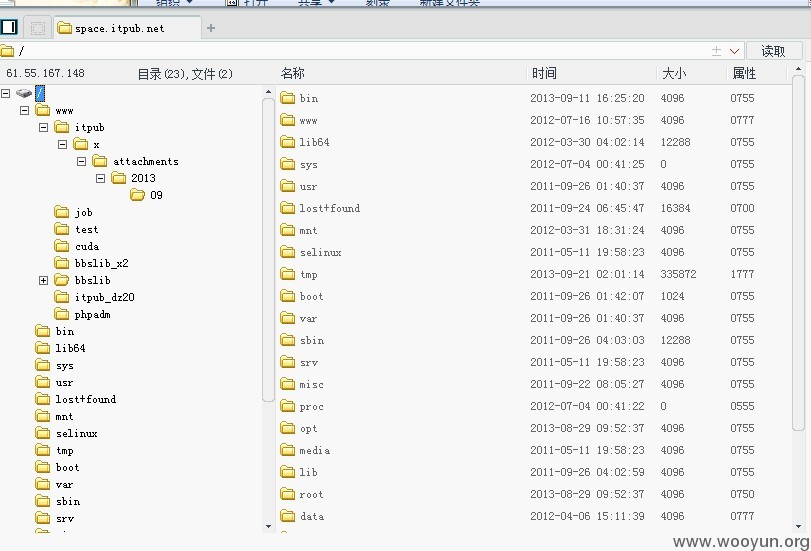 space.itpub.net
/
读取
61.55.167.148 目录(23),文件(2) 名称 时间 大小 属性
/
www
itpub
x
attachments
2013
09
job
test
cuda
bbslib_x2
bbslib
itpub_dz20
phpadm
bin
lib64
sys
usr
lost+found
mnt
selinux
tmp
boot
var
sbin
srv
bin 2013-09-11 16:25:20 4096 0755
www 2012-07-16 10:57:35 4096 0777
lib64 2012-03-30 04:02:14 12288 0755
sys 2012-07-04 00:41:25 0 0755
usr 2011-09-26 01:40:37 4096 0755
lost+found 2011-09-24 06:45:47 16384 0700
mnt 2012-03-31 18:31:24 4096 0755
selinux 2011-05-11 19:58:23 4096 0755
tmp 2013-09-21 02:01:14 335872 1777
boot 2011-09-26 01:42:07 1024 0755
var 2011-09-26 01:40:37 4096 0755
sbin 2011-09-26 04:03:03 12288 0755
srv 2011-05-11 19:58:23 4096 0755
misc 2011-09-22 08:05:27 4096 0755
proc 2012-07-04 00:41:22 0 0555
opt 2013-08-29 09:52:37 4096 0755
media 2011-05-11 19:58:23 4096 0755
lib 2011-09-26 04:02:59 4096 0755
root 2013-08-29 09:52:37 4096 0750
data 2012-04-06 15:11:39 4096 0777
www.wooyun.org